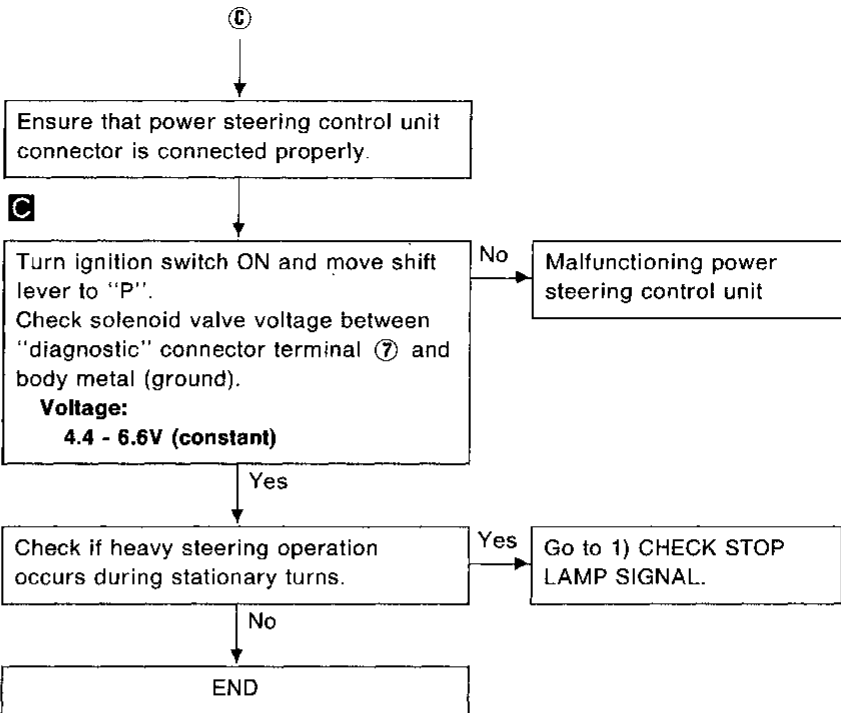 Ⓒ
Ensure that power steering control unit
connector is connected properly.
C
Turn ignition switch ON and move shift
lever to "P".
Check solenoid valve voltage between
"diagnostic" connector terminal ⑦ and
body metal (ground).
Voltage:
4.4 - 6.6V (constant)
No
Malfunctioning power
steering control unit
Yes
Check if heavy steering operation
occurs during stationary turns.
Yes
Go to 1) CHECK STOP
LAMP SIGNAL.
No
END